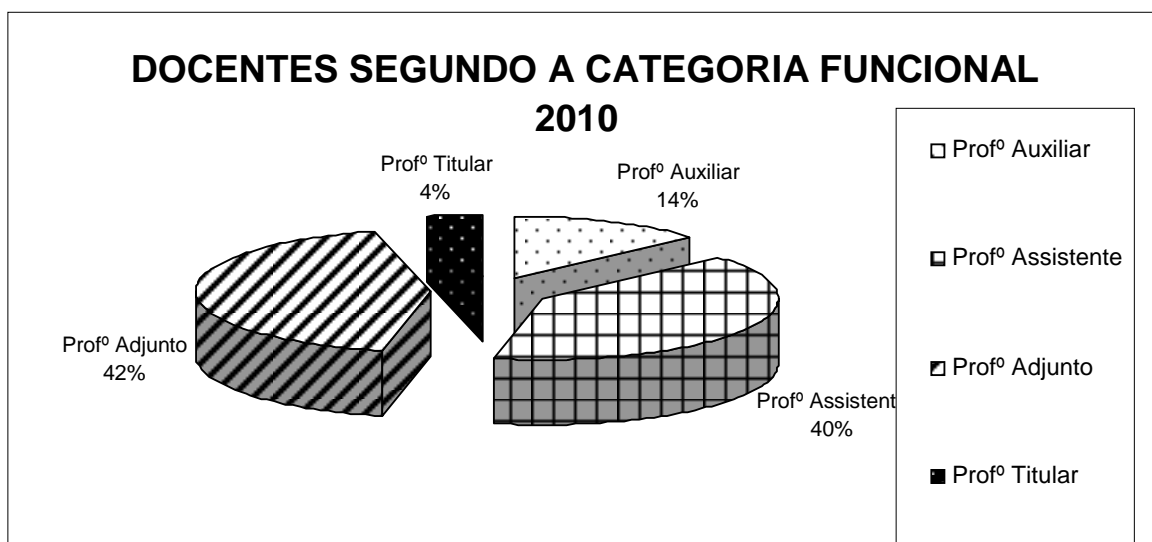 DOCENTES SEGUNDO A CATEGORIA FUNCIONAL
2010
Profº Titular
4%
Profº Auxiliar
14%
Profº Adjunto
42%
Profº Assistent
40%
Profº Auxiliar
Profº Assistente
Profº Adjunto
Profº Titular